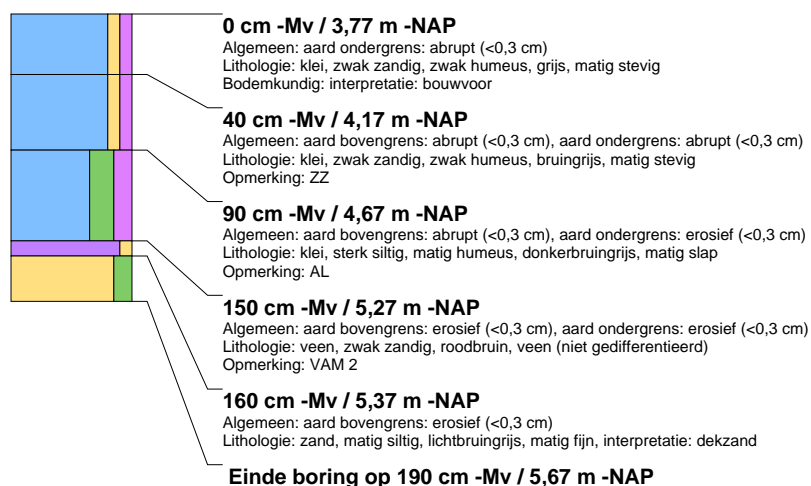 0 cm -Mv / 3,77 m -NAP
Algemeen: aard ondergrens: abrupt (<0,3 cm)
Lithologie: klei, zwak zandig, zwak humeus, grijs, matig stevig
Bodemkundig: interpretatie: bouwvoor
40 cm -Mv / 4,17 m -NAP
Algemeen: aard bovengrens: abrupt (<0,3 cm), aard ondergrens: abrupt (<0,3 cm)
Lithologie: klei, zwak zandig, zwak humeus, bruingrijs, matig stevig
Opmerking: ZZ
90 cm -Mv / 4,67 m -NAP
Algemeen: aard bovengrens: abrupt (<0,3 cm), aard ondergrens: erosief (<0,3 cm)
Lithologie: klei, sterk siltig, matig humeus, donkerbruingrijs, matig slap
Opmerking: AL
150 cm -Mv / 5,27 m -NAP
Algemeen: aard bovengrens: erosief (<0,3 cm), aard ondergrens: erosief (<0,3 cm)
Lithologie: veen, zwak zandig, roodbruin, veen (niet gedifferentieerd)
Opmerking: VAM 2
160 cm -Mv / 5,37 m -NAP
Algemeen: aard bovengrens: erosief (<0,3 cm)
Lithologie: zand, matig siltig, lichtbruingrijs, matig fijn, interpretatie: dekzand
Einde boring op 190 cm -Mv / 5,67 m -NAP